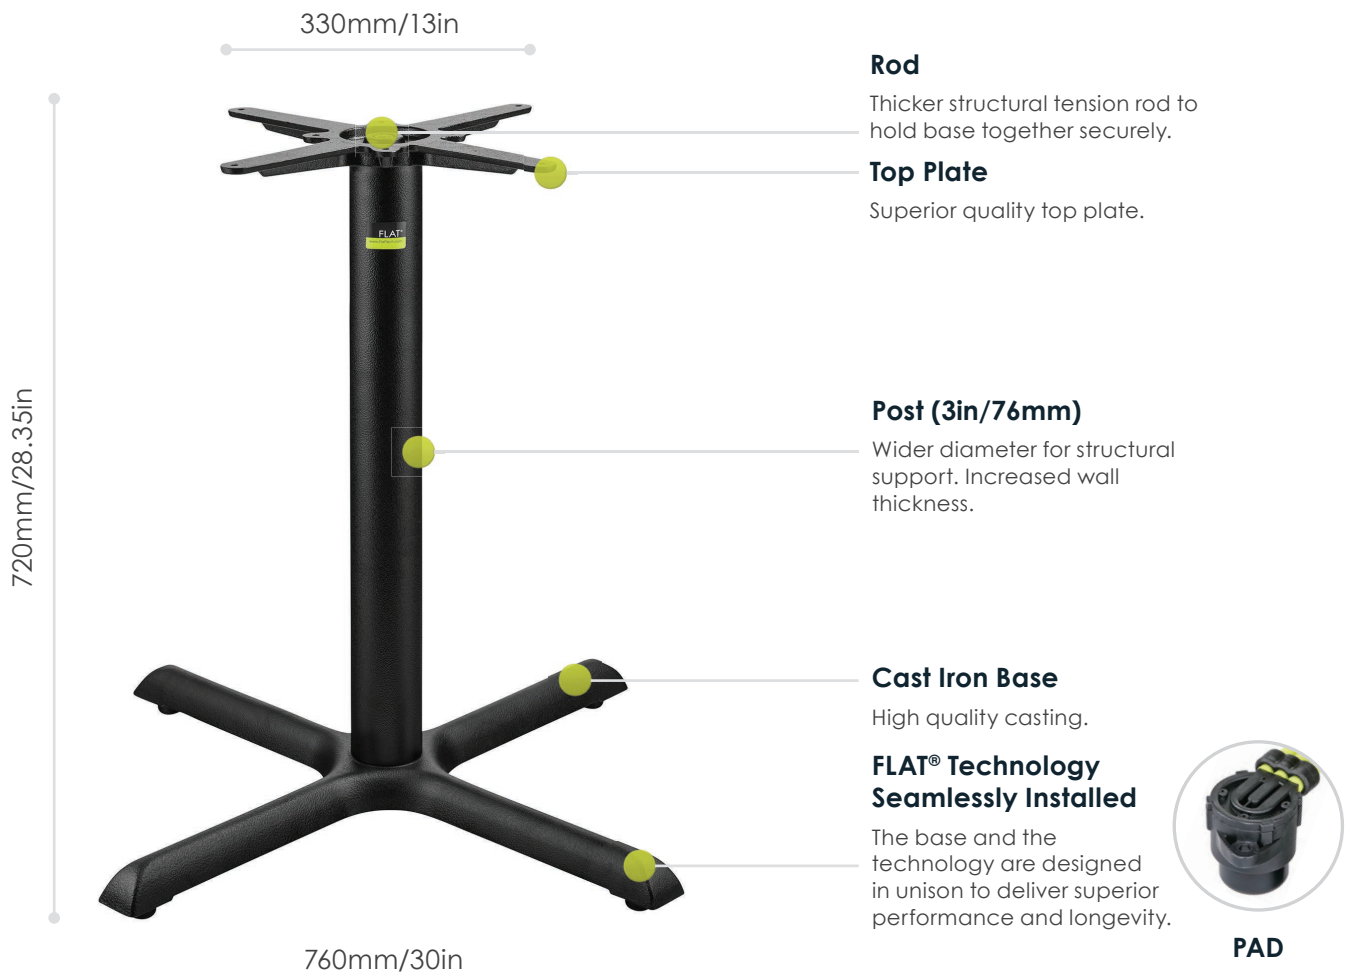 330mm/13in
Rod
Thicker structural tension rod to
hold base together securely.
Top Plate
Superior quality top plate.
FLAT®
720mm/28.35in
Post (3in/76mm)
Wider diameter for structural
support. Increased wall
thickness.
Cast Iron Base
High quality casting.
FLAT® Technology
Seamlessly Installed
The base and the
technology are designed
in unison to deliver superior
performance and longevity.
PAD
760mm/30in